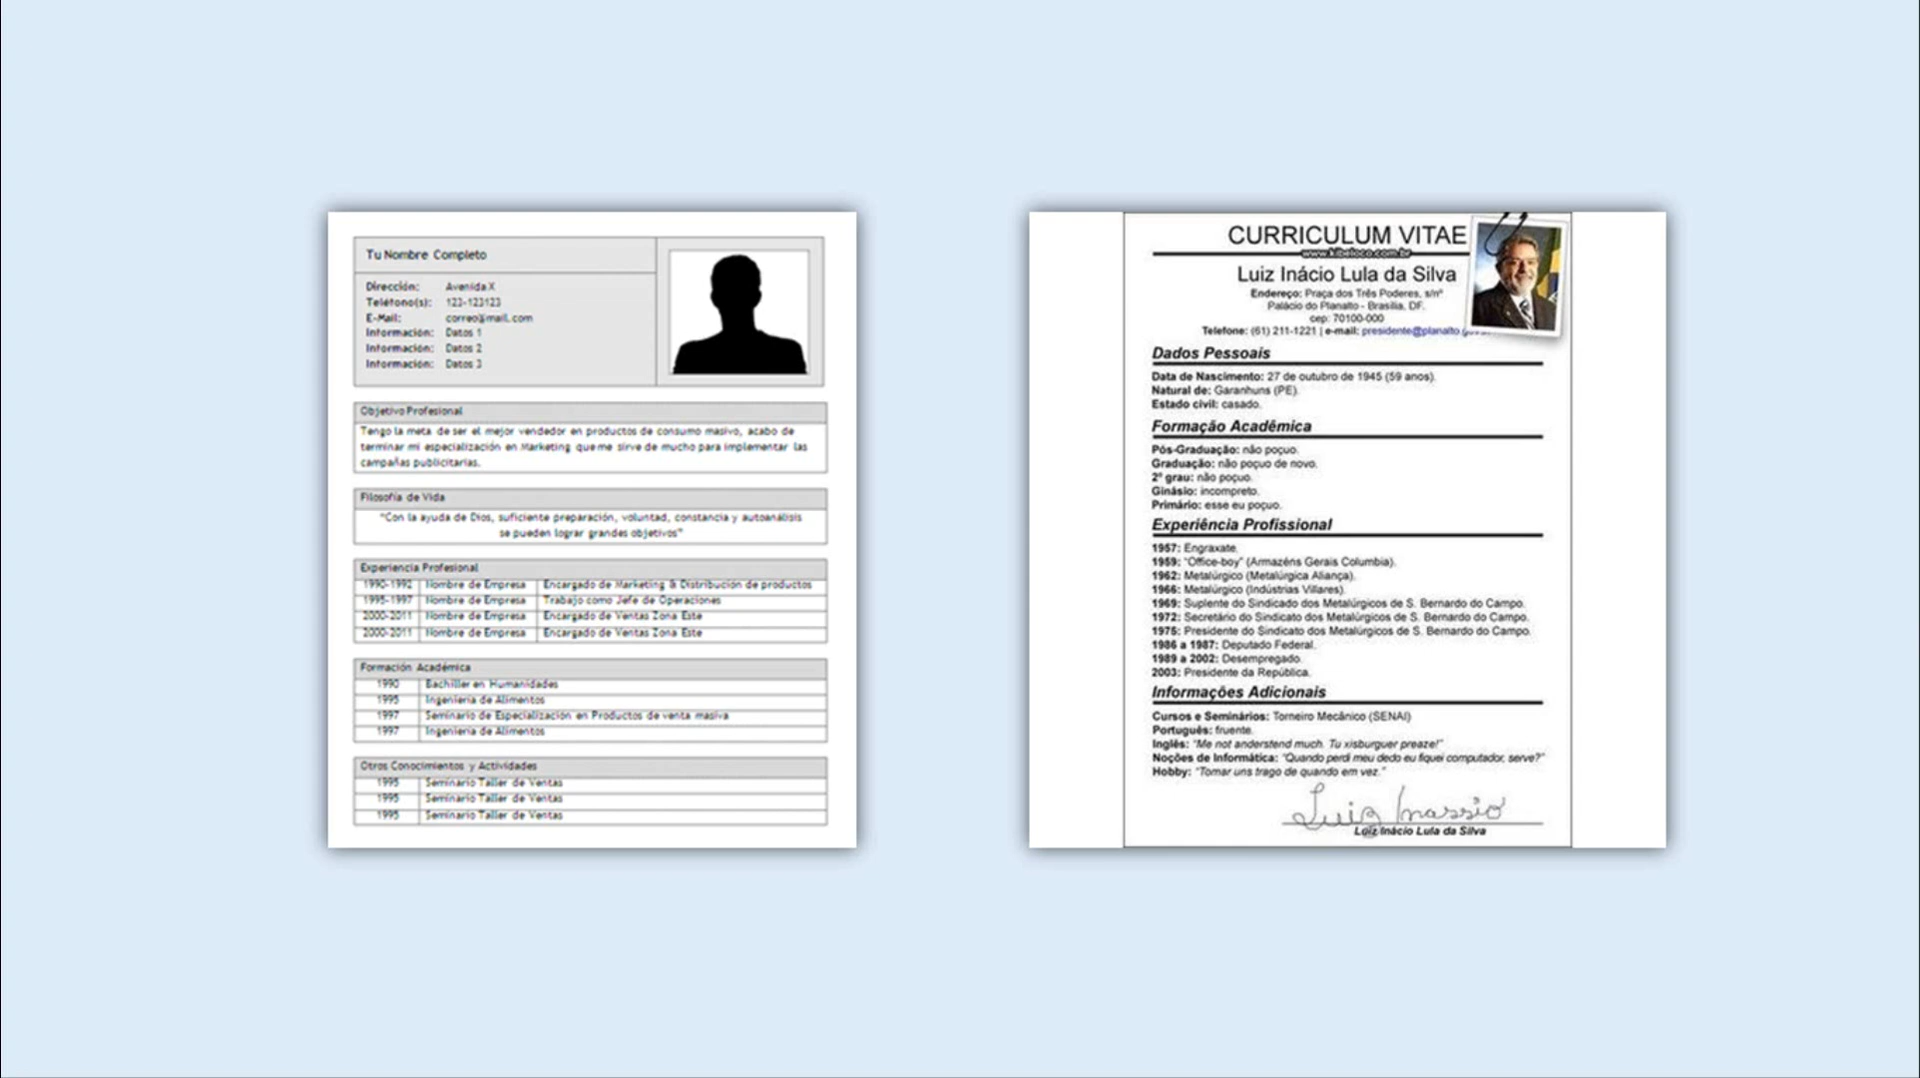 Tu Nombre Completo
Dirección: Avenida X
Teléfono(s): 123-123123
E-Mail: correo@mail.com
Información: Datos 1
Información: Datos 2
Información: Datos 3
Objetivo Profesional
Tengo la meta de ser el mejor vendedor en productos de consumo masivo, acabo de
terminar mi especialización en Marketing que me sirve de mucho para implementar las
campañas publicitarias.
Filosofía de Vida
"Con la ayuda de Dios, suficiente preparación, voluntad, constancia y autoanálisis
se pueden lograr grandes objetivos"
Experiencia Profesional
1990-1992 Nombre de Empresa Encargado de Marketing & Distribución de productos
1995-1997 Nombre de Empresa Trabajo como Jefe de Operaciones
2000-2011 Nombre de Empresa Encargado de Ventas Zona Este
2000-2011 Nombre de Empresa Encargado de Ventas Zona Este
Formación Académica
1990 Bachiller en Humanidades
1995 Ingeniería de Alimentos
1997 Seminario de Especialización en Productos de venta masiva
1997 Ingeniería de Alimentos
Otros Conocimientos y Actividades
1995 Seminario Taller de Ventas
1995 Seminario Taller de Ventas
1995 Seminario Taller de Ventas
CURRICULUM VITAE
www.kibeloco.com.br
Luiz Inácio Lula da Silva
Endereço: Praça dos Três Poderes, s/nº
Palácio do Planalto - Brasília, DF.
cep: 70100-000
Telefone: (61) 211-1221 | e-mail: presidente@planalto.
Dados Pessoais
Data de Nascimento: 27 de outubro de 1945 (59 anos).
Natural de: Garanhuns (PE).
Estado civil: casado.
Formação Acadêmica
Pós-Graduação: não poçuo.
Graduação: não poçuo de novo.
2º grau: não poçuo.
Ginásio: incompreto.
Primário: esse eu poçuo.
Experiência Profissional
1957: Engraxate.
1959: "Office-boy" (Armazéns Gerais Columbia).
1962: Metalúrgico (Metalúrgica Aliança).
1966: Metalúrgico (Indústrias Villares).
1969: Suplente do Sindicado dos Metalúrgicos de S. Bernardo do Campo.
1972: Secretário do Sindicato dos Metalúrgicos de S. Bernardo do Campo.
1975: Presidente do Sindicato dos Metalúrgicos de S. Bernardo do Campo.
1986 a 1987: Deputado Federal.
1989 a 2002: Desempregado.
2003: Presidente da República.
Informações Adicionais
Cursos e Seminários: Torneiro Mecânico (SENAI)
Português: fruente.
Inglês: "Me not anderstend much. Tu xisburguer preaze!"
Noções de Informática: "Quando perdi meu dedo eu fiquei computador, serve?"
Hobby: "Tomar uns trago de quando em vez."
Luiz Inassio
Luiz Inácio Lula da Silva